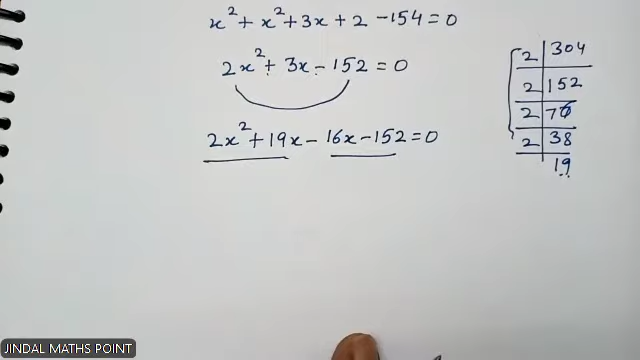 x² + x² + 3x + 2 - 154 = 0
2x² + 3x - 152 = 0
2x² + 19x - 16x - 152 = 0
2 | 304
2 | 152
2 | 76
2 | 38
19
JINDAL MATHS POINT